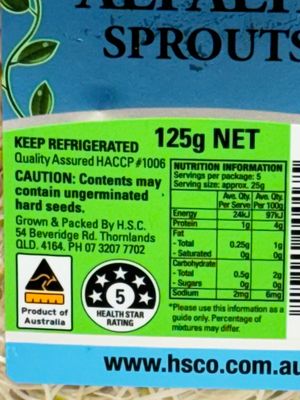 SPROUTS
125g NET
KEEP REFRIGERATED
Quality Assured HACCP #1006
CAUTION: Contents may
contain ungerminated
hard seeds.
Grown & Packed By H.S.C.
54 Beveridge Rd. Thornlands
QLD. 4164. PH 07 3207 7702
Product of
Australia
5
HEALTH STAR
RATING
NUTRITION INFORMATION
Servings per package: 5
Serving size: approx. 25g
Ave. Qty. Ave. Qty.
Per Serve Per 100g
Energy 24kJ 97kJ
Protein 1g 4g
Fat
- Total 0.25g 1g
- Saturated 0g 0g
Carbohydrate
- Total 0.5g 2g
- Sugars 0g 0g
Sodium 2mg 6mg
*Please use this information as a
guide only. Percentage of
mixtures may differ.
www.hsco.com.au